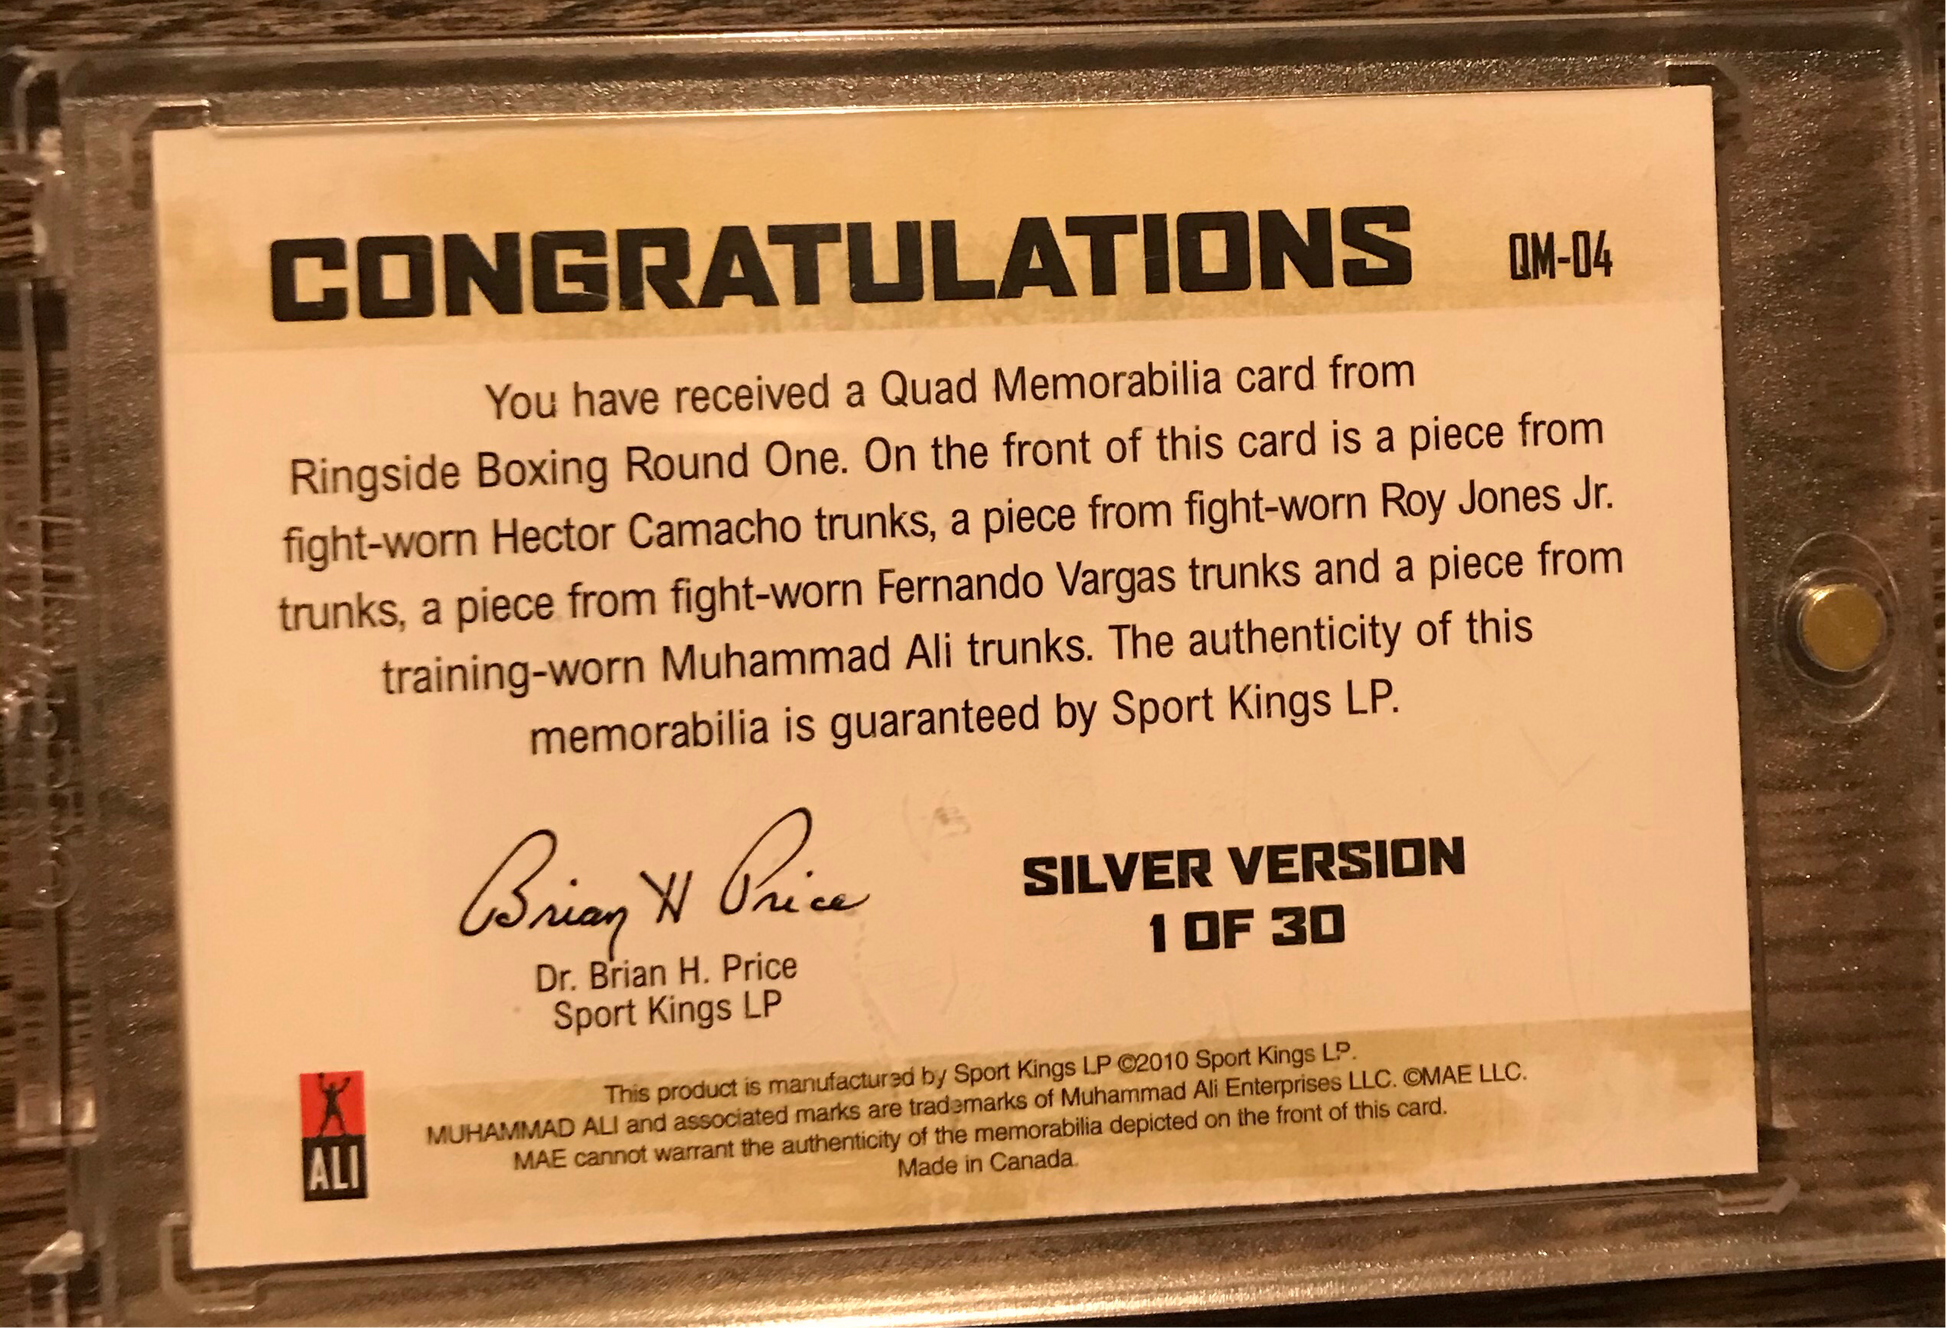 CONGRATULATIONS
QM-04
You have received a Quad Memorabilia card from
Ringside Boxing Round One. On the front of this card is a piece from
fight-worn Hector Camacho trunks, a piece from fight-worn Roy Jones Jr.
trunks, a piece from fight-worn Fernando Vargas trunks and a piece from
training-worn Muhammad Ali trunks. The authenticity of this
memorabilia is guaranteed by Sport Kings LP.
Brian H Price
Dr. Brian H. Price
Sport Kings LP
SILVER VERSION
1 OF 30
ALI
This product is manufactured by Sport Kings LP ©2010 Sport Kings LP.
MUHAMMAD ALI and associated marks are trademarks of Muhammad Ali Enterprises LLC. ©MAE LLC.
MAE cannot warrant the authenticity of the memorabilia depicted on the front of this card.
Made in Canada.